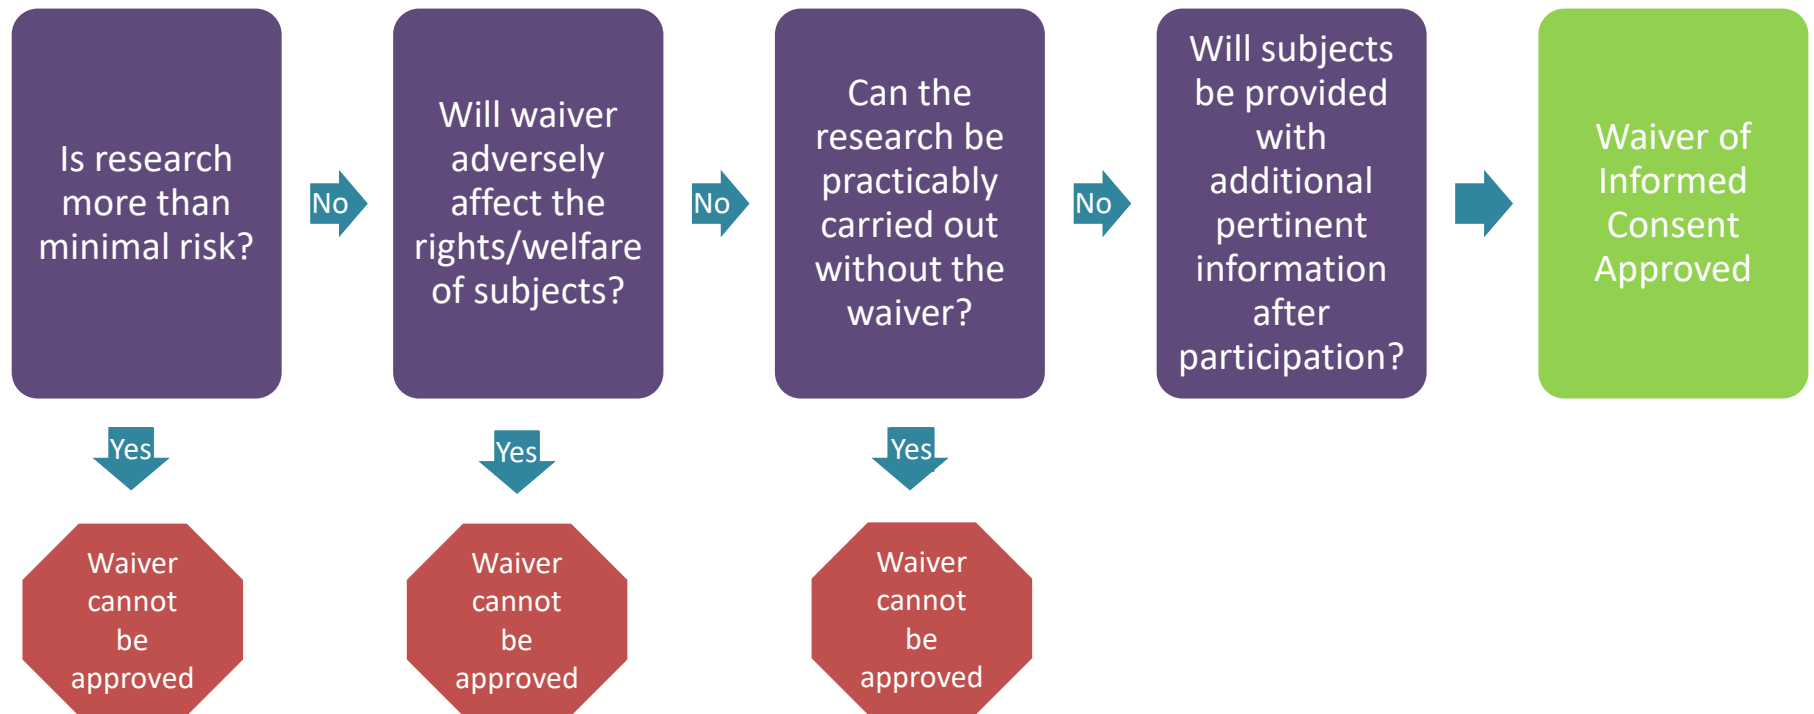 Is research
more than
minimal risk?
No
Will waiver
adversely
affect the
rights/welfare
of subjects?
No
Can the
research be
practicably
carried out
without the
waiver?
No
Will subjects
be provided
with
additional
pertinent
information
after
participation?
Waiver of
Informed
Consent
Approved
Yes
Yes
Yes
Waiver
cannot
be
approved
Waiver
cannot
be
approved
Waiver
cannot
be
approved